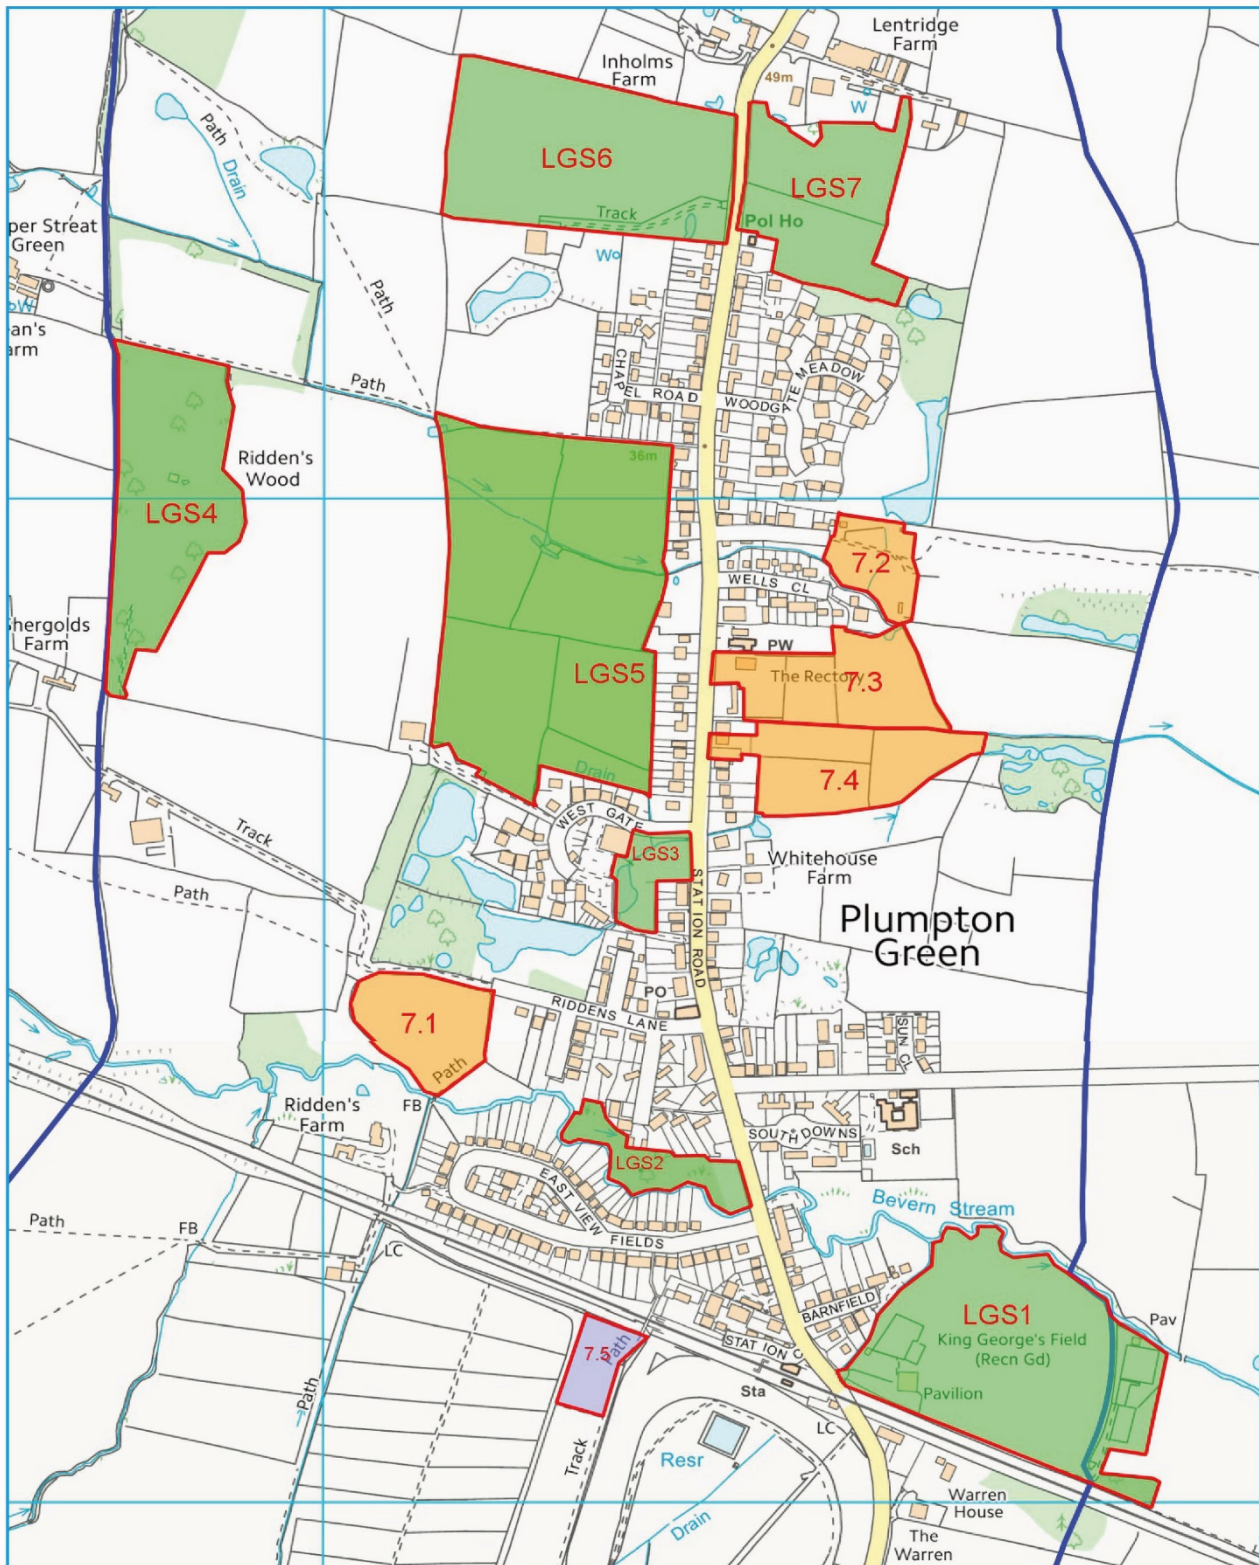 Lentridge
Farm
Inholms
Farm
49m
W
Path
Drain
LGS6
LGS7
Track
Pol Ho
per Streat
Green
W
W
Path
an's
arm
CHAPEL ROAD
WOODGATE MEADOW
Path
36m
Ridden's
Wood
LGS4
7.2
WELLS CL
hergolds
Farm
PW
LGS5
The Rectory
7.3
7.4
Drain
WEST GATE
Track
LGS3
Whitehouse
Farm
STATION ROAD
Path
Plumpton
Green
PO
RIDDENS LANE
7.1
SUN CL
Path
Ridden's
Farm
FB
SOUTHDOWNS
Sch
LGS2
EAST VIEW
FIELDS
Bevern Stream
Path
FB
LC
BARNFIELD
LGS1
King George's Field
(Recn Gd)
Pav
7.5
Path
STATION C
Pavilion
Sta
Path
LC
Track
Resr
Warren
House
Drain
The
Warren